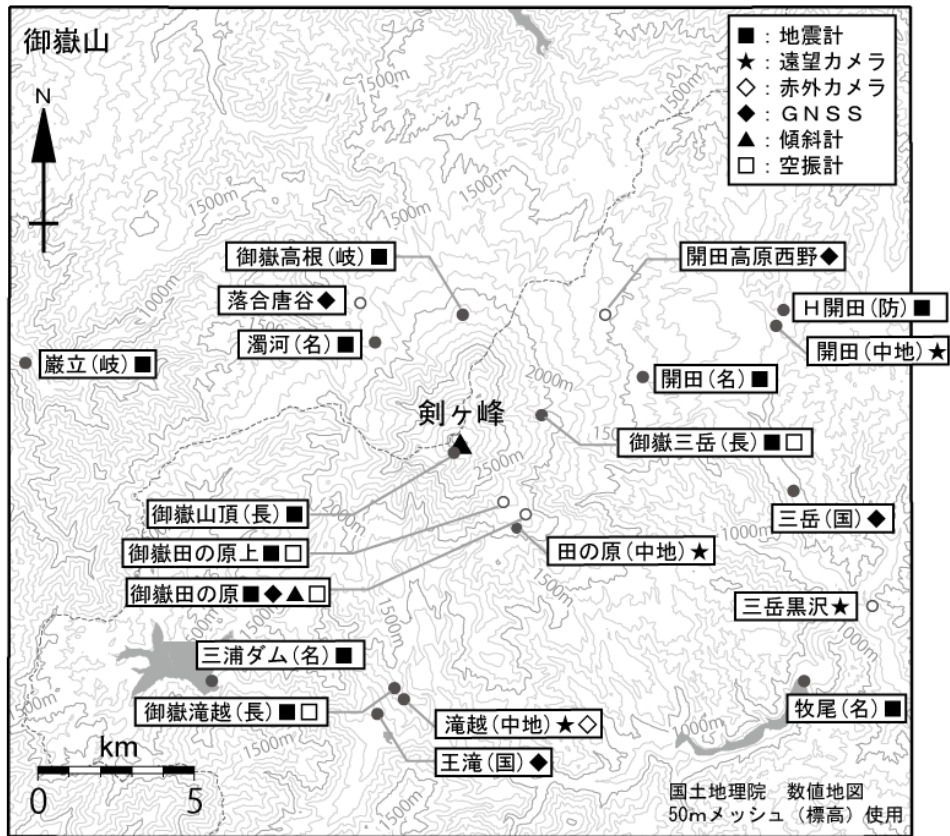 御嶽山
■：地震計
★：遠望カメラ
◇：赤外カメラ
◆：ＧＮＳＳ
▲：傾斜計
□：空振計
N
1500m
1500m
1500m
1500m
1500m
1000m
御嶽高根(岐)■
開田高原西野◆
落合唐谷◆
H開田(防)■
濁河(名)■
開田(中地)★
巌立(岐)■
2000m
開田(名)■
剣ヶ峰
御嶽三岳(長)■□
2500m
御嶽山頂(長)■
2000m
三岳(国)◆
1000m
御嶽田の原上■□
田の原(中地)★
御嶽田の原■◆▲□
1500m
三岳黒沢★
1000m
1500m
三浦ダム(名)■
御嶽滝越(長)■□
滝越(中地)★◇
牧尾(名)■
1500m
王滝(国)◆
km
0 5
1500m
国土地理院 数値地図
50mメッシュ（標高）使用